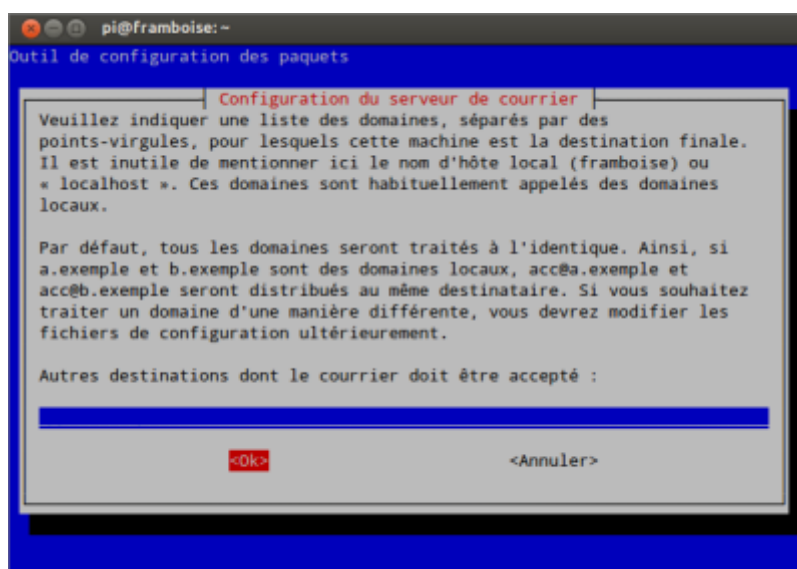 pi@framboise: ~
Outil de configuration des paquets
Configuration du serveur de courrier
Veuillez indiquer une liste des domaines, séparés par des
points-virgules, pour lesquels cette machine est la destination finale.
Il est inutile de mentionner ici le nom d'hôte local (framboise) ou
« localhost ». Ces domaines sont habituellement appelés des domaines
locaux.
Par défaut, tous les domaines seront traités à l'identique. Ainsi, si
a.exemple et b.exemple sont des domaines locaux, acc@a.exemple et
acc@b.exemple seront distribués au même destinataire. Si vous souhaitez
traiter un domaine d'une manière différente, vous devrez modifier les
fichiers de configuration ultérieurement.
Autres destinations dont le courrier doit être accepté :
<Ok> <Annuler>